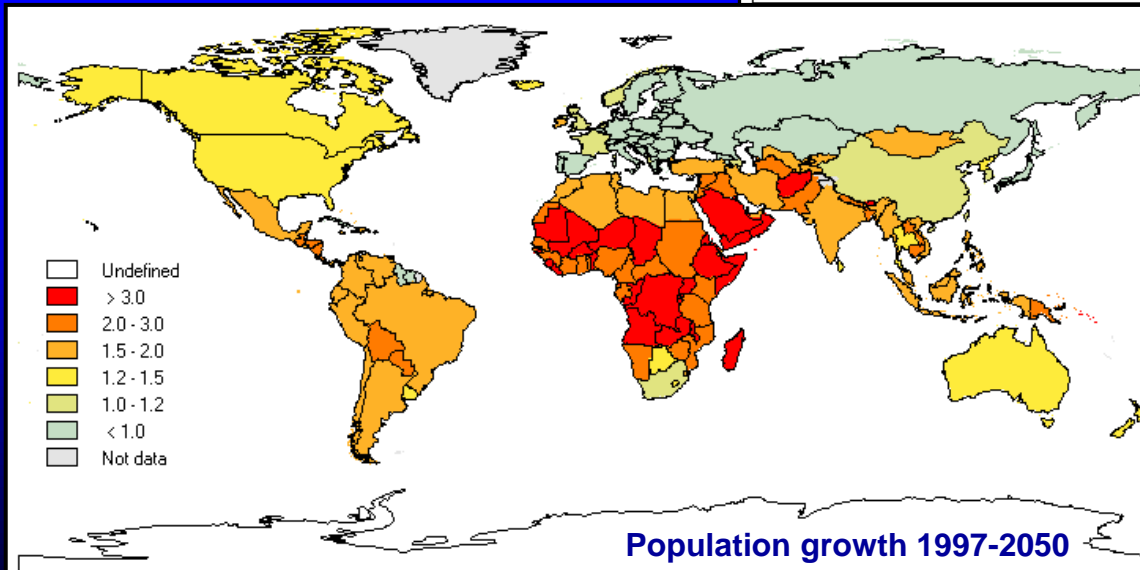 Undefined
> 3.0
2.0 - 3.0
1.5 - 2.0
1.2 - 1.5
1.0 - 1.2
< 1.0
Not data
Population growth 1997-2050